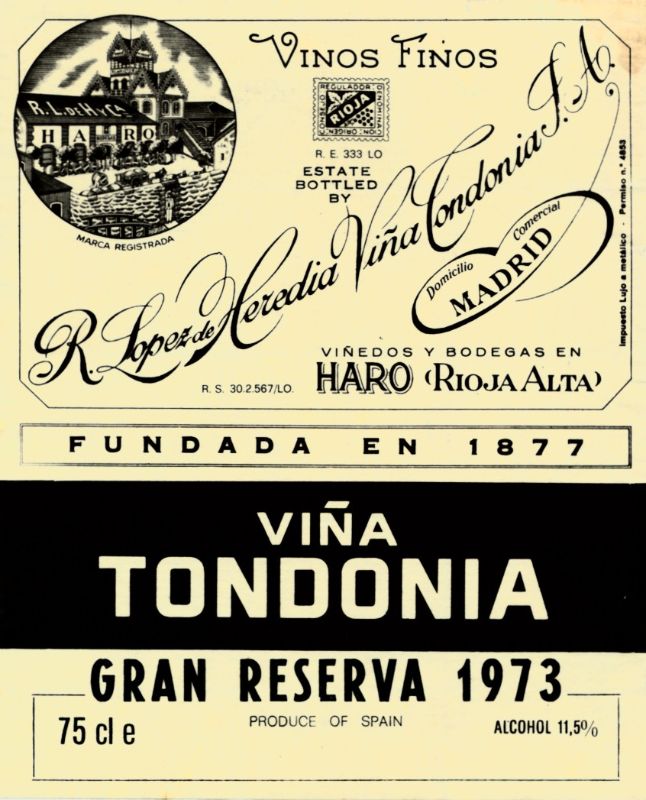 VINOS FINOS
R. L. DE H. Y CA
HARO
MARCA REGISTRADA
RIOJA
R. E. 333 LO
ESTATE
BOTTLED
BY
R. Lopez de Heredia Viña Tondonia S.A.
Domicilio Comercial
MADRID
Impuesto Lujo a metálico - Permiso n.° 4853
VIÑEDOS Y BODEGAS EN
R. S. 30.2.567/LO.
HARO (RIOJA ALTA)
FUNDADA EN 1877
VIÑA
TONDONIA
GRAN RESERVA 1973
75 cl e
PRODUCE OF SPAIN
ALCOHOL 11,5%